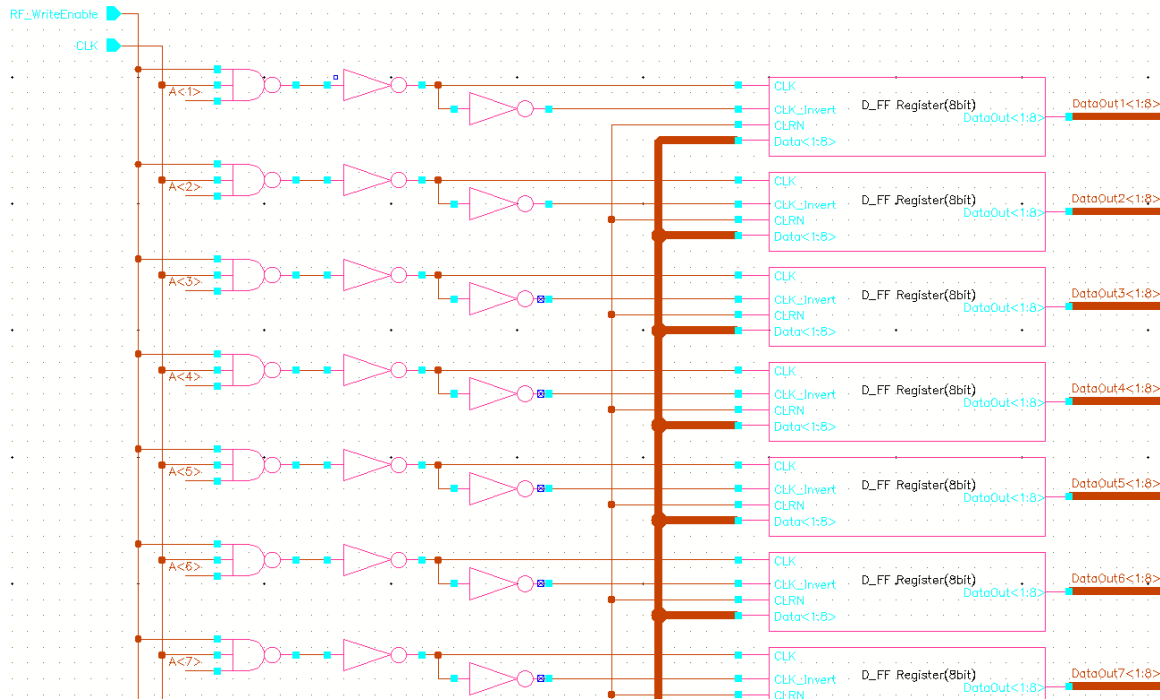 RF_WriteEnable
CLK
A<1>
CLK
CLK_Invert
CLRN
Data<1:8>
D_FF Register(8bit)
DataOut<1:8>
DataOut1<1:8>
A<2>
CLK
CLK_Invert
CLRN
Data<1:8>
D_FF Register(8bit)
DataOut<1:8>
DataOut2<1:8>
A<3>
CLK
CLK_Invert
CLRN
Data<1:8>
D_FF Register(8bit)
DataOut<1:8>
DataOut3<1:8>
A<4>
CLK
CLK_Invert
CLRN
Data<1:8>
D_FF Register(8bit)
DataOut<1:8>
DataOut4<1:8>
A<5>
CLK
CLK_Invert
CLRN
Data<1:8>
D_FF Register(8bit)
DataOut<1:8>
DataOut5<1:8>
A<6>
CLK
CLK_Invert
CLRN
Data<1:8>
D_FF Register(8bit)
DataOut<1:8>
DataOut6<1:8>
A<7>
CLK
CLK_Invert
CLRN
D_FF Register(8bit)
DataOut<1:8>
DataOut7<1:8>